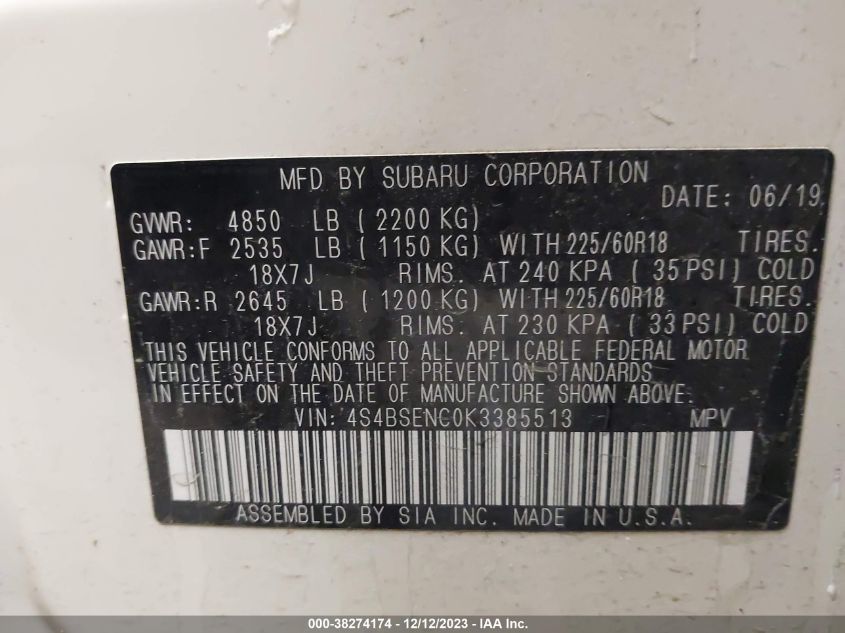 MFD BY SUBARU CORPORATION DATE: 06/19
GVWR: 4850 LB ( 2200 KG)
GAWR:F 2535 LB ( 1150 KG) WITH 225/60R18 TIRES.
18X7J RIMS. AT 240 KPA ( 35 PSI) COLD
GAWR:R 2645 LB ( 1200 KG) WITH 225/60R18 TIRES.
18X7J RIMS. AT 230 KPA ( 33 PSI) COLD
THIS VEHICLE CONFORMS TO ALL APPLICABLE FEDERAL MOTOR
VEHICLE SAFETY AND THEFT PREVENTION STANDARDS
IN EFFECT ON THE DATE OF MANUFACTURE SHOWN ABOVE.
VIN: 4S4BSENC0K3385513 MPV
ASSEMBLED BY SIA INC. MADE IN U.S.A.
000-38274174 - 12/12/2023 - IAA Inc.